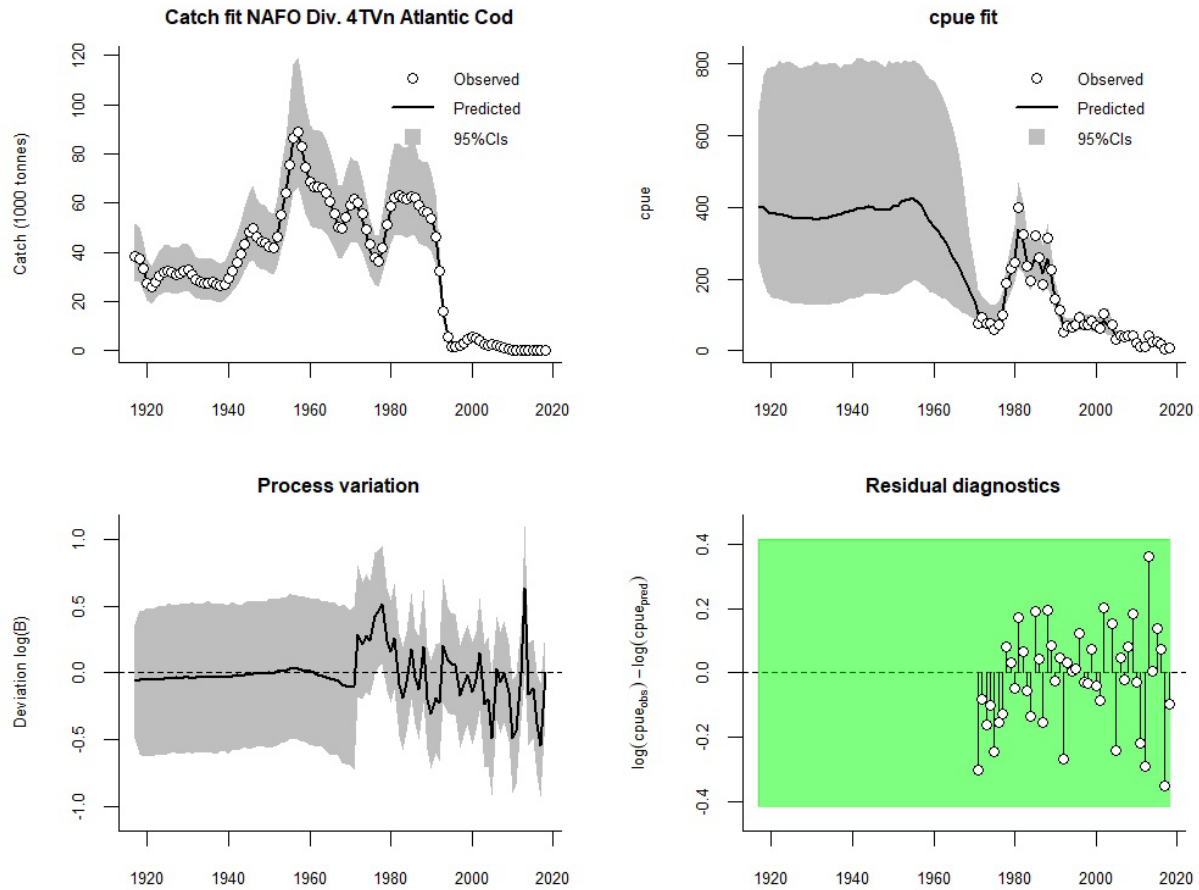 Catch fit NAFO Div. 4TVn Atlantic Cod
Catch (1000 tonnes)
0 20 40 60 80 100 120
Observed
Predicted
95%CIs
1920 1940 1960 1980 2000 2020
cpue fit
cpue
0 200 400 600 800
Observed
Predicted
95%CIs
1920 1940 1960 1980 2000 2020
Process variation
Deviation log(B)
-1.0 -0.5 0.0 0.5 1.0
1920 1940 1960 1980 2000 2020
Residual diagnostics
log(cpueobs) − log(cpuepred)
-0.4 -0.2 0.0 0.2 0.4
1920 1940 1960 1980 2000 2020